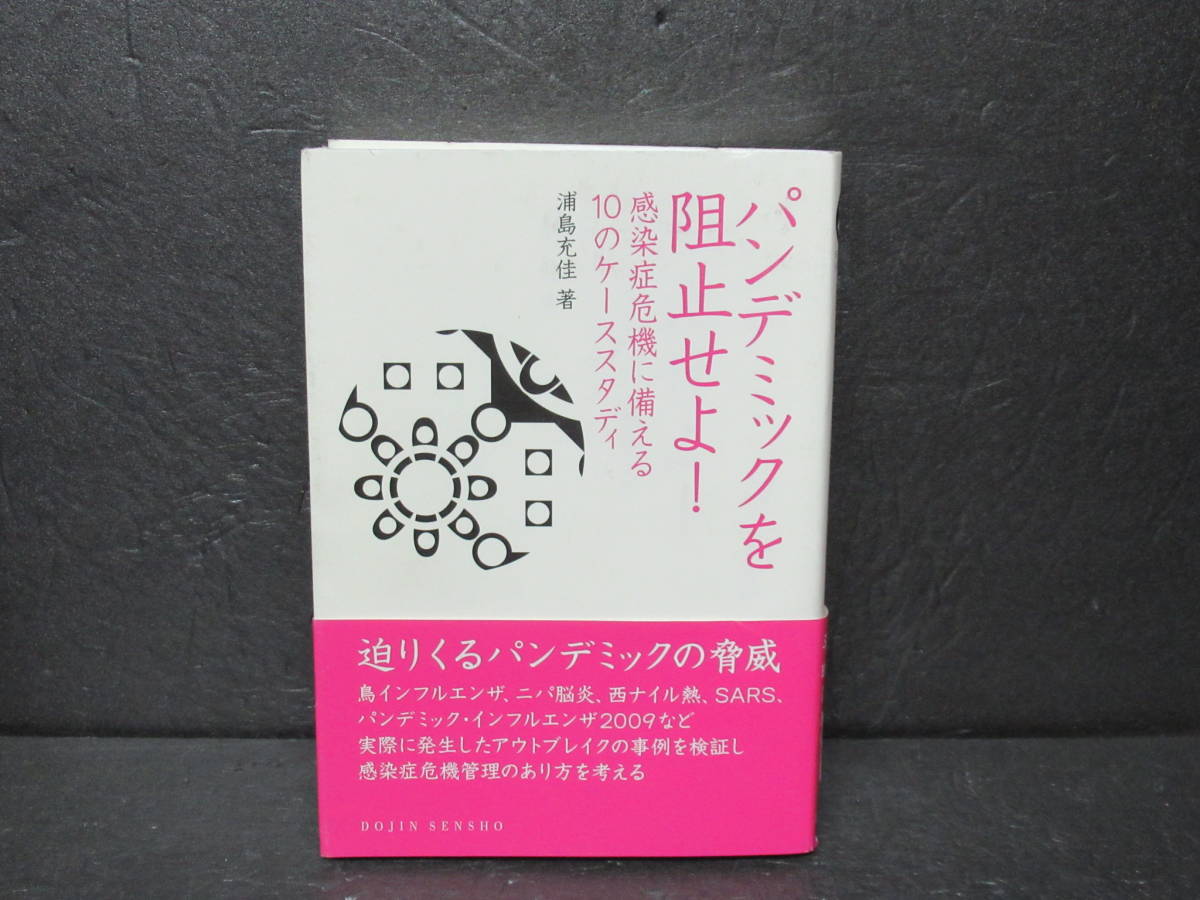 パンデミックを
阻止せよ!
感染症危機に備える
10のケーススタディ
浦島充佳 著
迫りくるパンデミックの脅威
鳥インフルエンザ、ニパ脳炎、西ナイル熱、SARS、
パンデミック・インフルエンザ2009など
実際に発生したアウトブレイクの事例を検証し
感染症危機管理のあり方を考える
DOJIN SENSHO